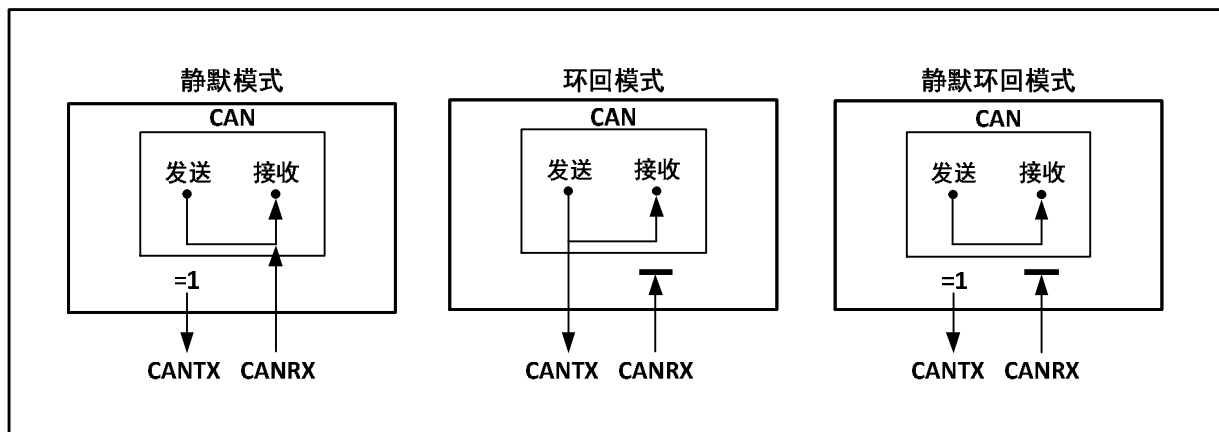 静默模式 环回模式 静默环回模式
CAN CAN CAN
发送 接收 发送 接收 发送 接收
=1 =1
CANTX CANRX CANTX CANRX CANTX CANRX